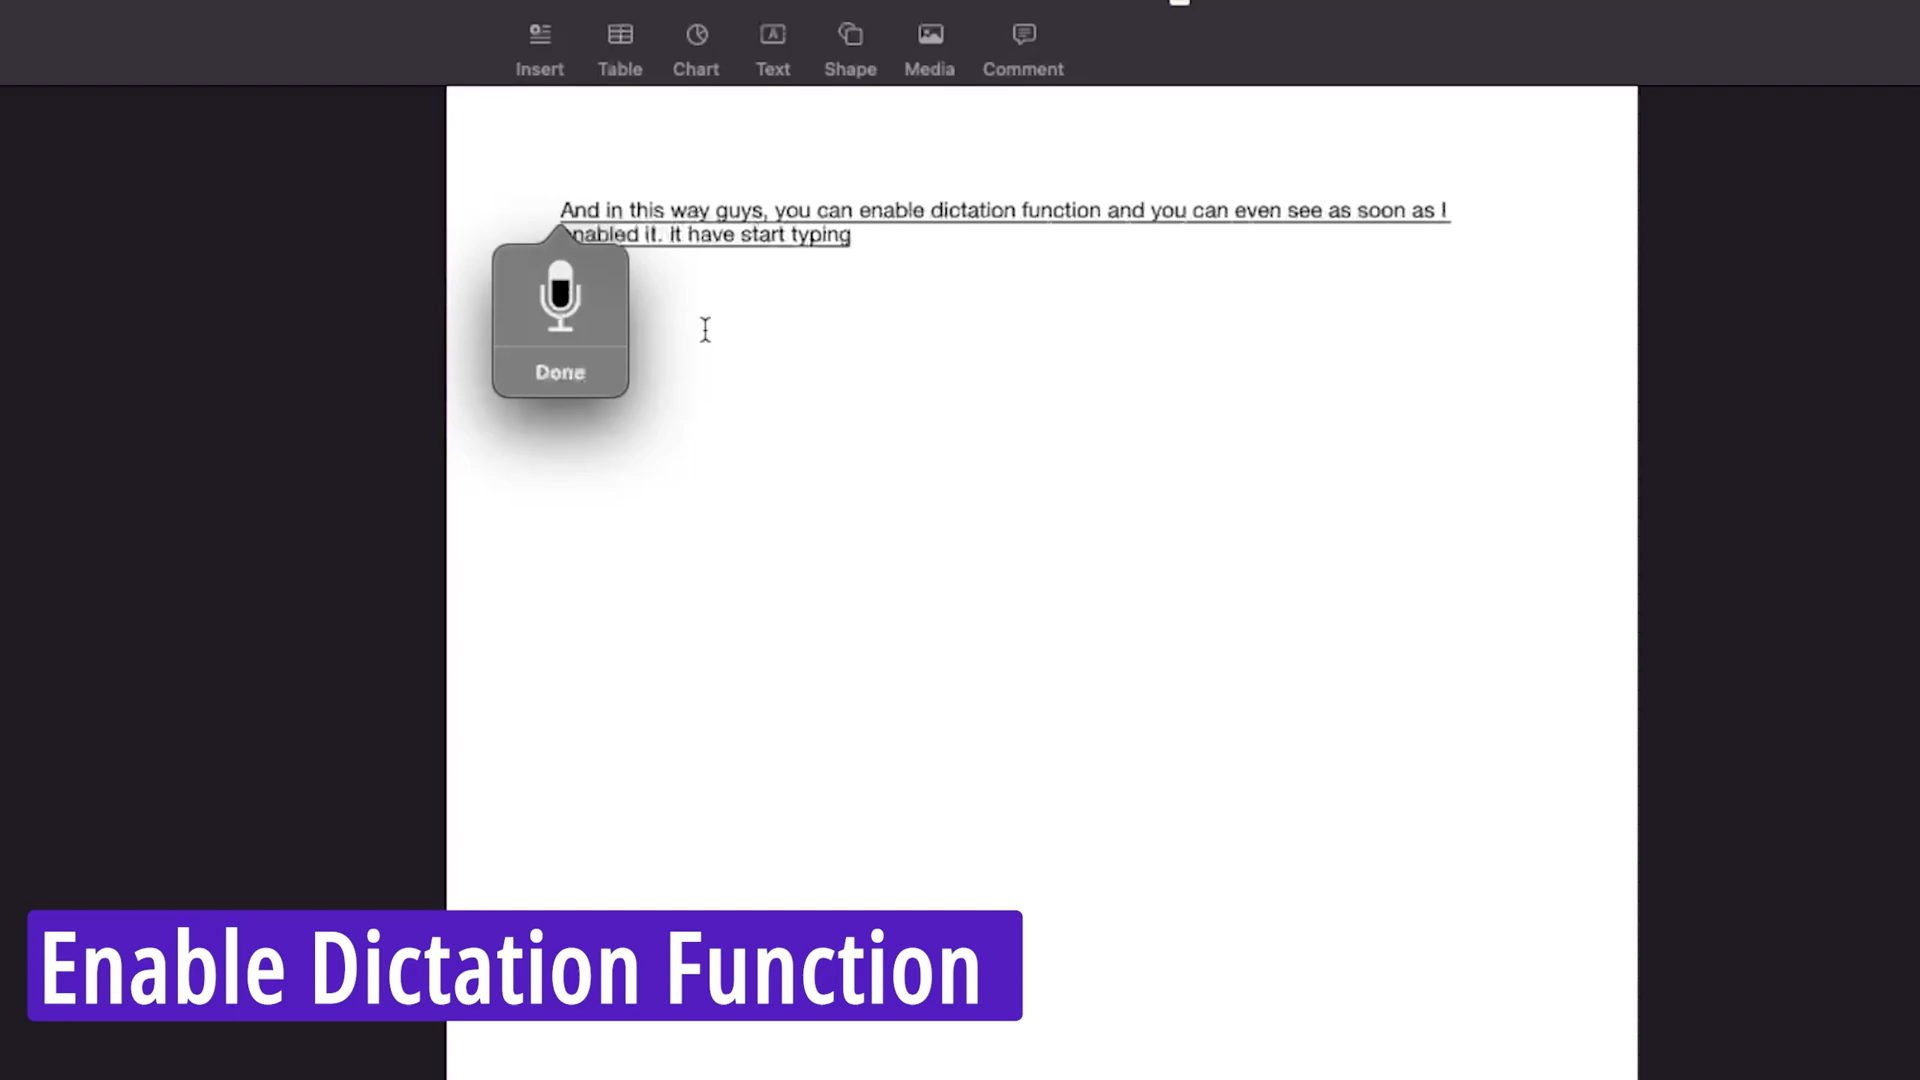 Insert Table Chart Text Shape Media Comment
And in this way guys, you can enable dictation function and you can even see as soon as I
enabled it. it have start typing
Done
Enable Dictation Function